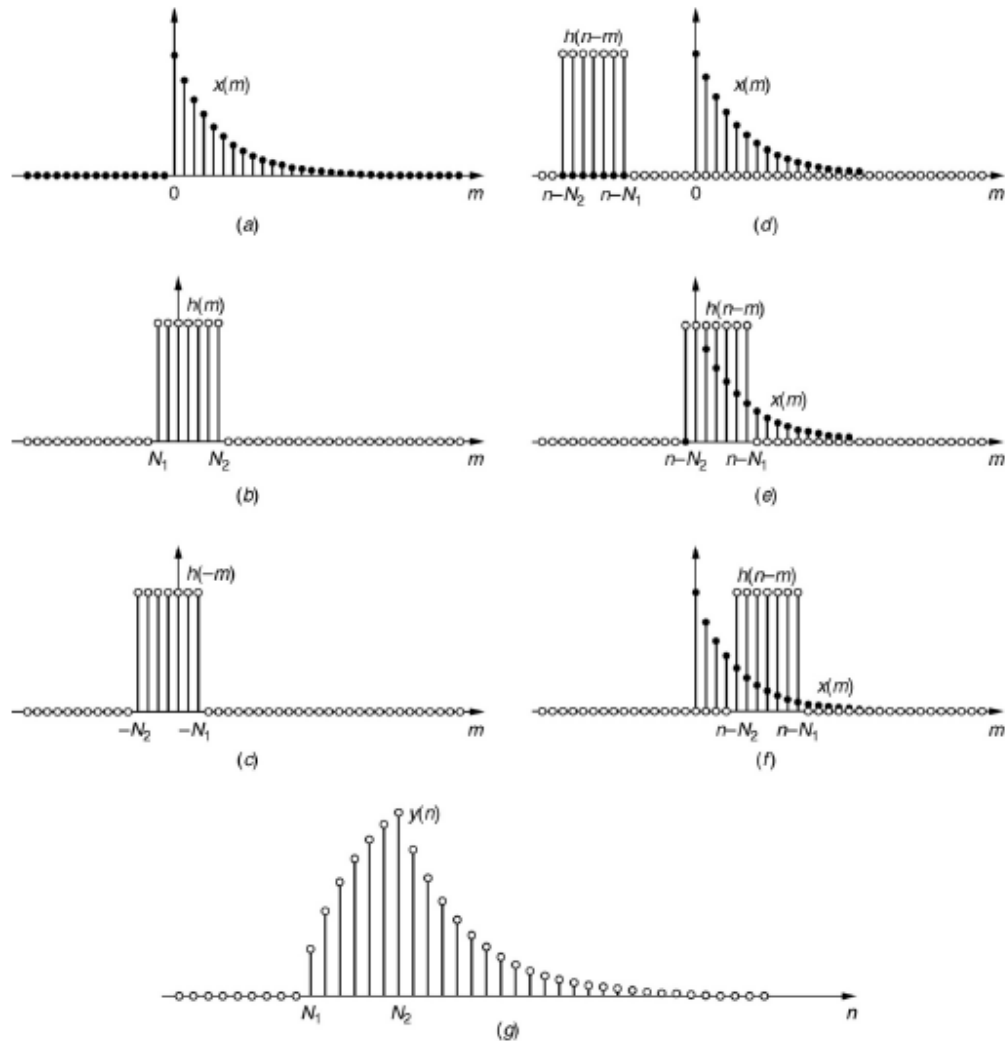 x(m)
0
m
(a)
h(n–m)
x(m)
n–N₂
n–N₁
0
m
(d)
h(m)
N₁
N₂
m
(b)
h(n–m)
x(m)
n–N₂
n–N₁
m
(e)
h(–m)
–N₂
–N₁
m
(c)
h(n–m)
x(m)
n–N₂
n–N₁
m
(f)
y(n)
N₁
N₂
n
(g)